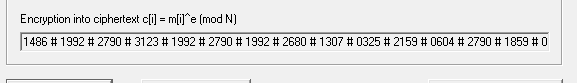 Encryption into ciphertext c[i] = m[i]^e (mod N)
1486 # 1992 # 2790 # 3123 # 1992 # 2790 # 1992 # 2680 # 1307 # 0325 # 2159 # 0604 # 2790 # 1859 # 0